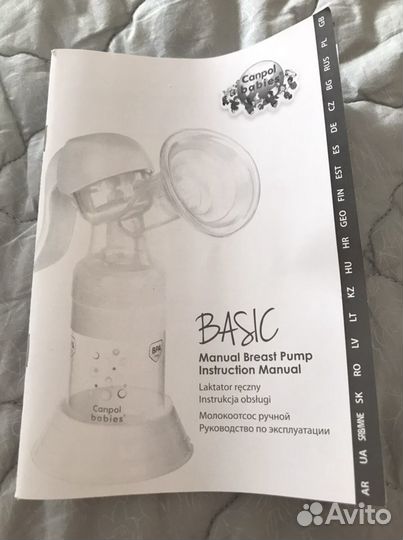 Canpol
babies
GB
PL
RUS
BG
CZ
DE
ES
EST
FIN
GEO
HR
HU
KZ
LT
LV
RO
SK
SRB/MNE
UA
AR
BASIC
Manual Breast Pump
Instruction Manual
Laktator ręczny
Instrukcja obsługi
Молокоотсос ручной
Руководство по эксплуатации
BPA
Canpol
babies
Avito